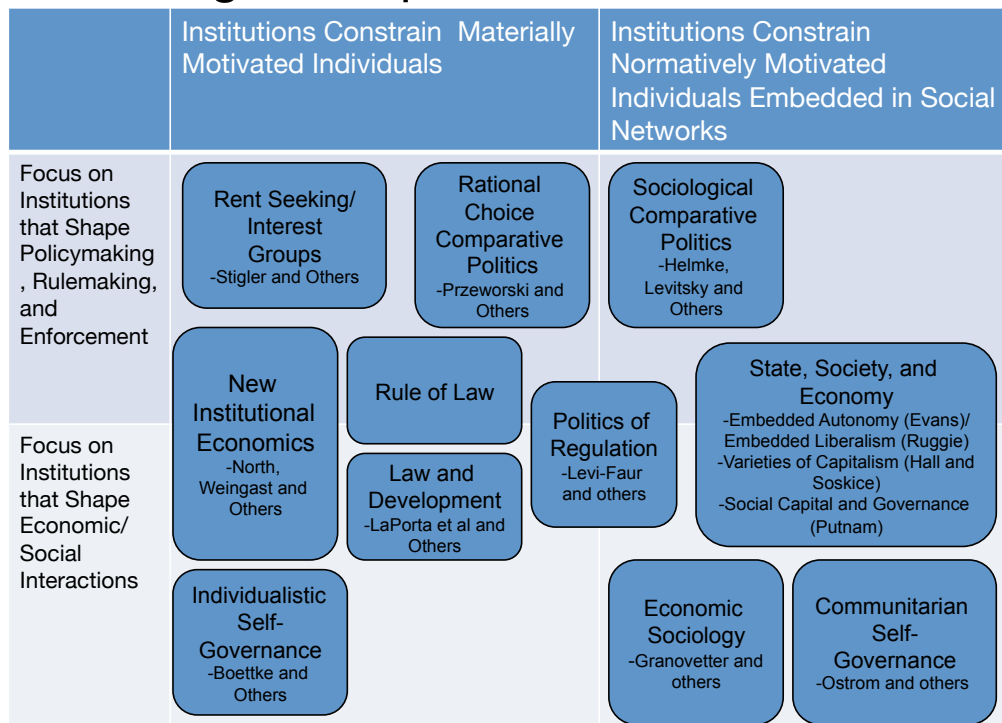 Institutions Constrain  Materially
Motivated Individuals
Institutions Constrain
Normatively Motivated
Individuals Embedded in Social
Networks
Focus on
Institutions
that Shape
Policymaking
, Rulemaking,
and
Enforcement
Rent Seeking/
Interest
Groups
-Stigler and Others
Rational
Choice
Comparative
Politics
-Przeworski and
Others
Sociological
Comparative
Politics
-Helmke,
Levitsky and
Others
New
Institutional
Economics
-North,
Weingast and
Others
Rule of Law
Law and
Development
-LaPorta et al and
Others
Politics of
Regulation
-Levi-Faur
and others
State, Society, and
Economy
-Embedded Autonomy (Evans)/
Embedded Liberalism (Ruggie)
-Varieties of Capitalism (Hall and
Soskice)
-Social Capital and Governance
(Putnam)
Focus on
Institutions
that Shape
Economic/
Social
Interactions
Individualistic
Self-
Governance
-Boettke and
Others
Economic
Sociology
-Granovetter and
others
Communitarian
Self-
Governance
-Ostrom and others